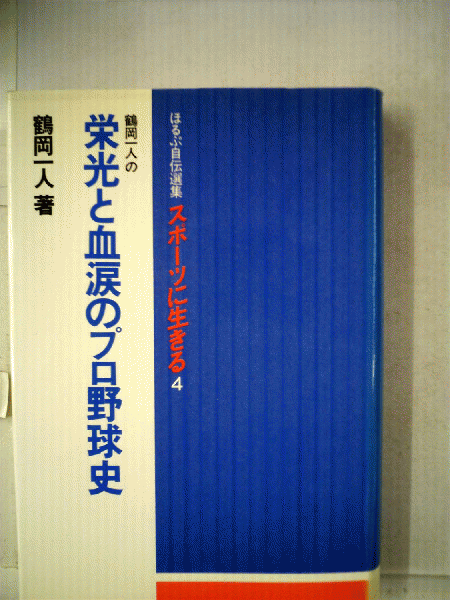 ほるぷ自伝選集
スポーツに生きる 4
鶴岡一人の
栄光と血涙のプロ野球史
鶴岡一人 著